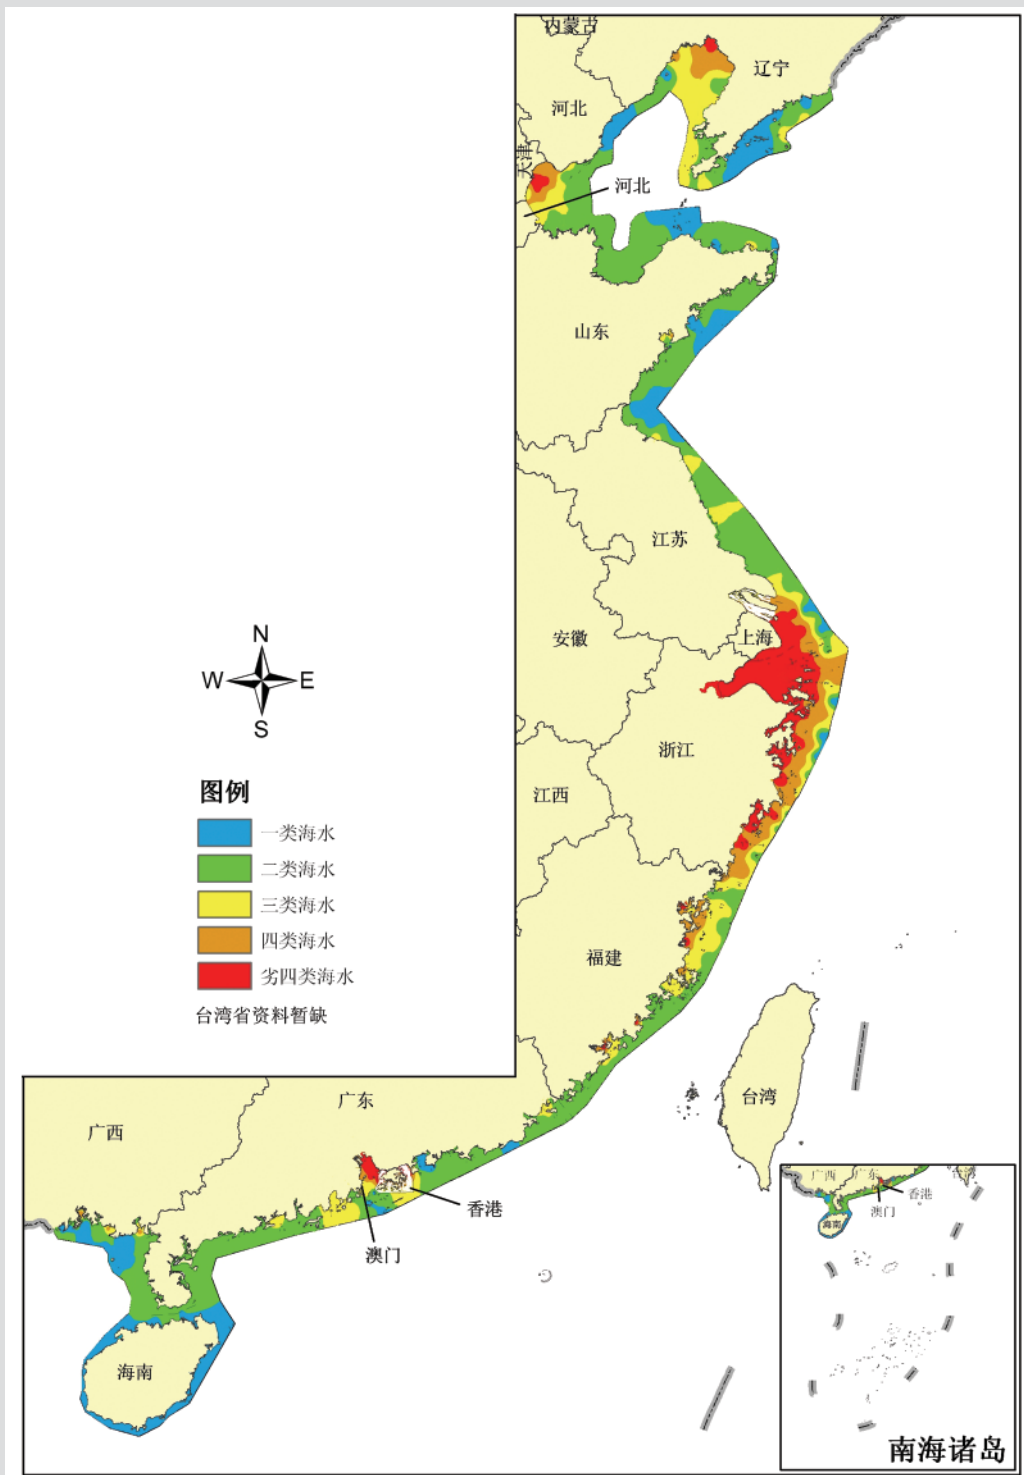 内蒙古
辽宁
河北
天津
河北
山东
江苏
安徽
上海
浙江
江西
福建
N
W
E
S
图例
一类海水
二类海水
三类海水
四类海水
劣四类海水
台湾省资料暂缺
广东
广西
台湾
香港
澳门
海南
广西
广东
台湾
香港
澳门
海南
南海诸岛